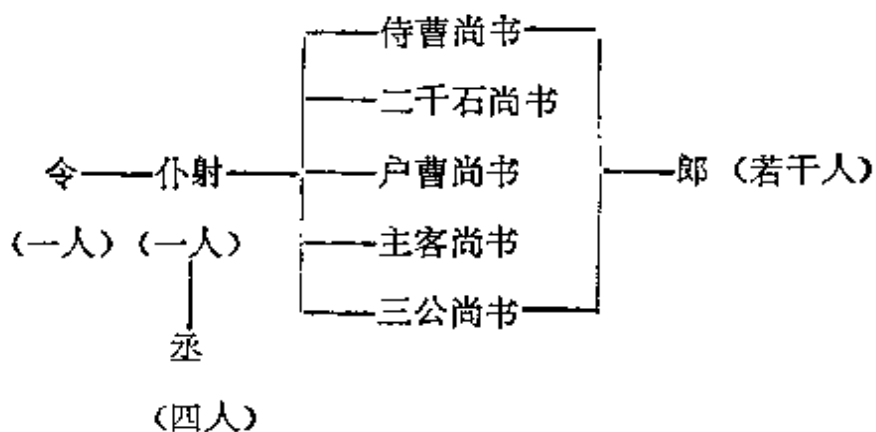 侍曹尚书
二千石尚书
令 仆射 户曹尚书 郎（若干人）
（一人）（一人） 主客尚书
三公尚书
丞
（四人）